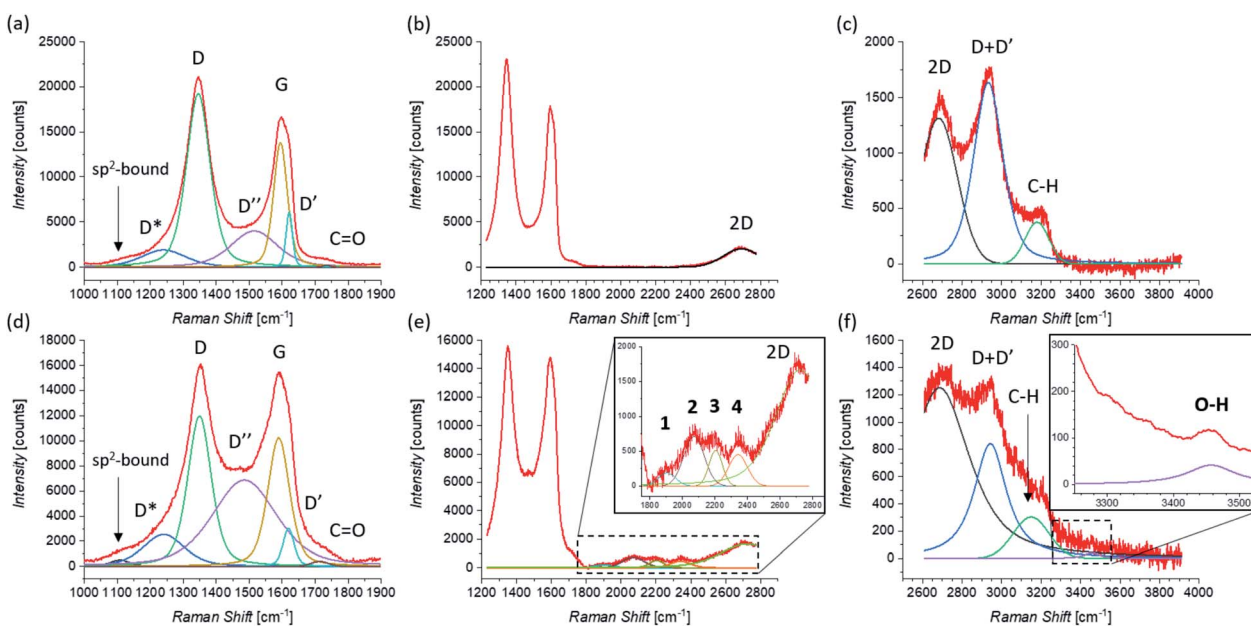 (a)
25000
20000
15000
10000
5000
0
Intensity [counts]
D
G
sp²-bound
D*
D''
D'
C=O
1000 1100 1200 1300 1400 1500 1600 1700 1800 1900
Raman Shift [cm⁻¹]
(b)
25000
20000
15000
10000
5000
0
Intensity [counts]
2D
1200 1400 1600 1800 2000 2200 2400 2600 2800
Raman Shift [cm⁻¹]
(c)
2000
1500
1000
500
0
Intensity [counts]
2D
D+D'
C-H
2600 2800 3000 3200 3400 3600 3800 4000
Raman Shift [cm⁻¹]
(d)
18000
16000
14000
12000
10000
8000
6000
4000
2000
0
Intensity [counts]
D
G
D''
sp²-bound
D*
D'
C=O
1000 1100 1200 1300 1400 1500 1600 1700 1800 1900
Raman Shift [cm⁻¹]
(e)
16000
14000
12000
10000
8000
6000
4000
2000
0
Intensity [counts]
2000
1500
1000
500
0
2D
1
2
3
4
1800 2000 2200 2400 2600 2800
1200 1400 1600 1800 2000 2200 2400 2600 2800
Raman Shift [cm⁻¹]
(f)
1600
1400
1200
1000
800
600
400
200
0
Intensity [counts]
2D
D+D'
C-H
300
200
100
0
O-H
3300 3400 3500
2600 2800 3000 3200 3400 3600 3800 4000
Raman Shift [cm⁻¹]